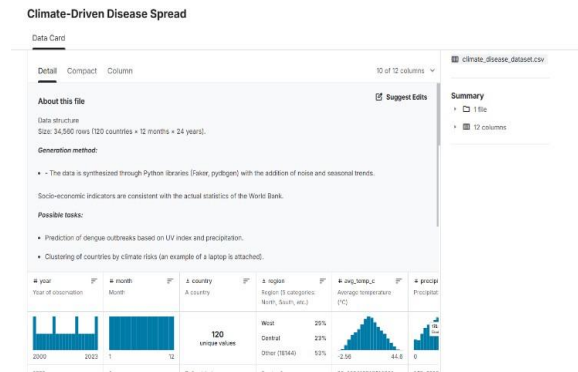 Climate-Driven Disease Spread
Data Card
Detail Compact Column
10 of 12 columns
About this file
Suggest Edits
Data structure
Size: 34,560 rows (120 countries × 12 months × 24 years).
Generation method:
• - The data is synthesized through Python libraries (Faker, pydbgen) with the addition of noise and seasonal trends.
Socio-economic indicators are consistent with the actual statistics of the World Bank.
Possible tasks:
• Prediction of dengue outbreaks based on UV index and precipitation.
• Clustering of countries by climate risks (an example of a laptop is attached).
# year
Year of observation
2000 2023
# month
Month
1 12
country
A country
120
unique values
region
Region (5 categories: North, South, etc.)
West 25%
Central 23%
Other (18144) 53%
# avg_temp_c
Average temperature (°C)
-2.56 44.6
# precip
Precipitat
0
climate_disease_dataset.csv
Summary
1 file
12 columns